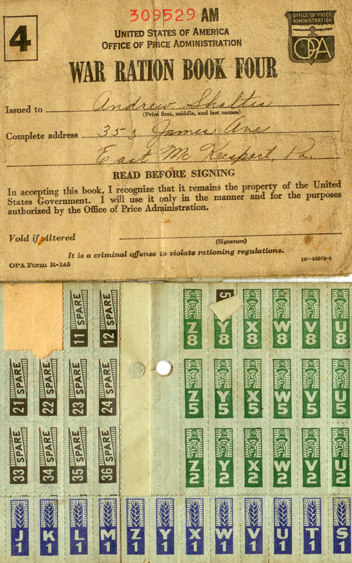 309529 AM
4
UNITED STATES OF AMERICA
OFFICE OF PRICE ADMINISTRATION
OFFICE OF PRICE
ADMINISTRATION
OPA
WAR RATION BOOK FOUR
Issued to Andrew Shaltis
(Print first, middle, and last names)
Complete address 353 James Ave
East McKeesport, Pa.
READ BEFORE SIGNING
In accepting this book, I recognize that it remains the property of the United
States Government. I will use it only in the manner and for the purposes
authorized by the Office of Price Administration.
Void if Altered
(Signature)
It is a criminal offense to violate rationing regulations.
OPA Form R-145
11 SPARE 12 SPARE Z8 5 Y8 X8 W8 V8 U8
21 SPARE 22 SPARE 23 SPARE 24 SPARE Z5 Y5 X5 W5 V5 U5
33 SPARE 34 SPARE 35 SPARE 36 SPARE Z2 Y2 X2 W2 V2 U2
J1 K1 L1 M1 Z1 Y1 X1 W1 V1 U1 T1 S1